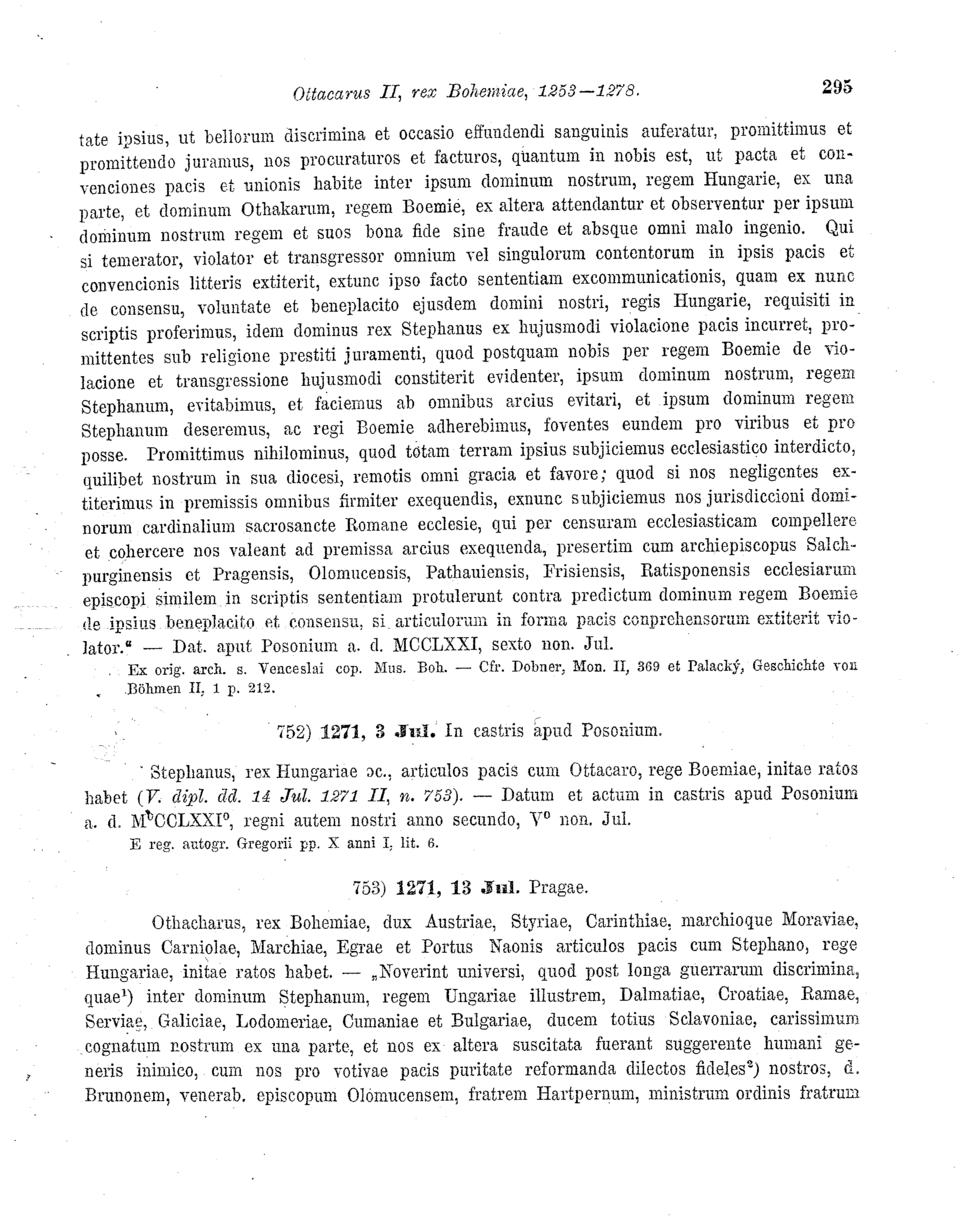 Ottacarus II, rex Bohemiae, 1253—1278. 295
tate ipsius, ut bellorum discrimina et occasio effundendi sanguinis auferatur, promittimus et
promittendo juramus, nos procuraturos et facturos, quantum in nobis est, ut pacta et con-
venciones pacis et unionis habite inter ipsum dominum nostrum, regem Hungarie, ex una
parte, et dominum Othakarum, regem Boemie, ex altera attendantur et observentur per ipsum
dominum nostrum regem et suos bona fide sine fraude et absque omni malo ingenio. Qui
si temerator, violator et transgressor omnium vel singulorum contentorum in ipsis pacis et
convencionis litteris extiterit, extunc ipso facto sententiam excommunicationis, quam ex nunc
de consensu, voluntate et beneplacito ejusdem domini nostri, regis Hungarie, requisiti in
scriptis proferimus, idem dominus rex Stephanus ex hujusmodi violacione pacis incurret, pro-
mittentes sub religione prestiti juramenti, quod postquam nobis per regem Boemie de vio-
lacione et transgressione hujusmodi constiterit evidenter, ipsum dominum nostrum, regem
Stephanum, evitabimus, et faciemus ab omnibus arcius evitari, et ipsum dominum regem
Stephanum deseremus, ac regi Boemie adherebimus, foventes eundem pro viribus et pro
posse. Promittimus nihilominus, quod totam terram ipsius subjiciemus ecclesiastico interdicto,
quilibet nostrum in sua diocesi, remotis omni gracia et favore; quod si nos negligentes ex-
titerimus in premissis omnibus firmiter exequendis, exnunc subjiciemus nos jurisdiccioni domi-
norum cardinalium sacrosancte Romane ecclesie, qui per censuram ecclesiasticam compellere
et cohercere nos valeant ad premissa arcius exequenda, presertim cum archiepiscopus Salch-
purginensis et Pragensis, Olomucensis, Pathauiensis, Frisiensis, Ratisponensis ecclesiarum
episcopi similem in scriptis sententiam protulerunt contra predictum dominum regem Boemie
de ipsius beneplacito et consensu, si articulorum in forma pacis conprehensorum extiterit vio-
lator.“ — Dat. aput Posonium a. d. MCCLXXI, sexto non. Jul.
Ex orig. arch. s. Venceslai cop. Mus. Boh. — Cfr. Dobner, Mon. II, 369 et Palacký, Geschichte von
Böhmen II, 1 p. 212.
752) 1271, 3 Jul. In castris apud Posonium.
Stephanus, rex Hungariae ɔc., articulos pacis cum Ottacaro, rege Boemiae, initae ratos
habet (V. dipl. dd. 14 Jul. 1271 II, n. 753). — Datum et actum in castris apud Posonium
a. d. MᵒCCLXXIᵒ, regni autem nostri anno secundo, Vᵒ non. Jul.
E reg. autogr. Gregorii pp. X anni I, lit. 6.
753) 1271, 13 Jul. Pragae.
Othacharus, rex Bohemiae, dux Austriae, Styriae, Carinthiae, marchioque Moraviae,
dominus Carniolae, Marchiae, Egrae et Portus Naonis articulos pacis cum Stephano, rege
Hungariae, initae ratos habet. — „Noverint universi, quod post longa guerrarum discrimina,
quae¹) inter dominum Stephanum, regem Ungariae illustrem, Dalmatiae, Croatiae, Ramae,
Serviae, Galiciae, Lodomeriae, Cumaniae et Bulgariae, ducem totius Sclavoniae, carissimum
cognatum nostrum ex una parte, et nos ex altera suscitata fuerant suggerente humani ge-
neris inimico, cum nos pro votivae pacis puritate reformanda dilectos fideles²) nostros, d.
Brunonem, venerab. episcopum Olomucensem, fratrem Hartpernum, ministrum ordinis fratrum